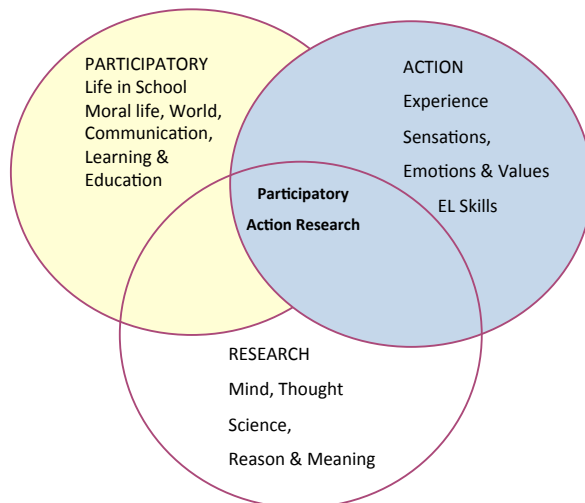 PARTICIPATORY
Life in School
Moral life, World,
Communication,
Learning &
Education
ACTION
Experience
Sensations,
Emotions & Values
EL Skills
Participatory
Action Research
RESEARCH
Mind, Thought
Science,
Reason & Meaning